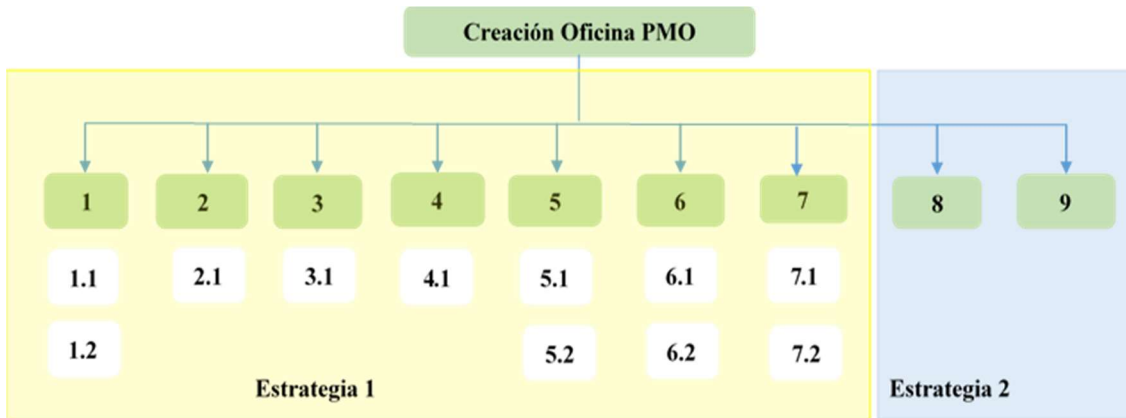 Creación Oficina PMO
1 2 3 4 5 6 7 8 9
1.1 2.1 3.1 4.1 5.1 6.1 7.1
1.2 5.2 6.2 7.2
Estrategia 1 Estrategia 2